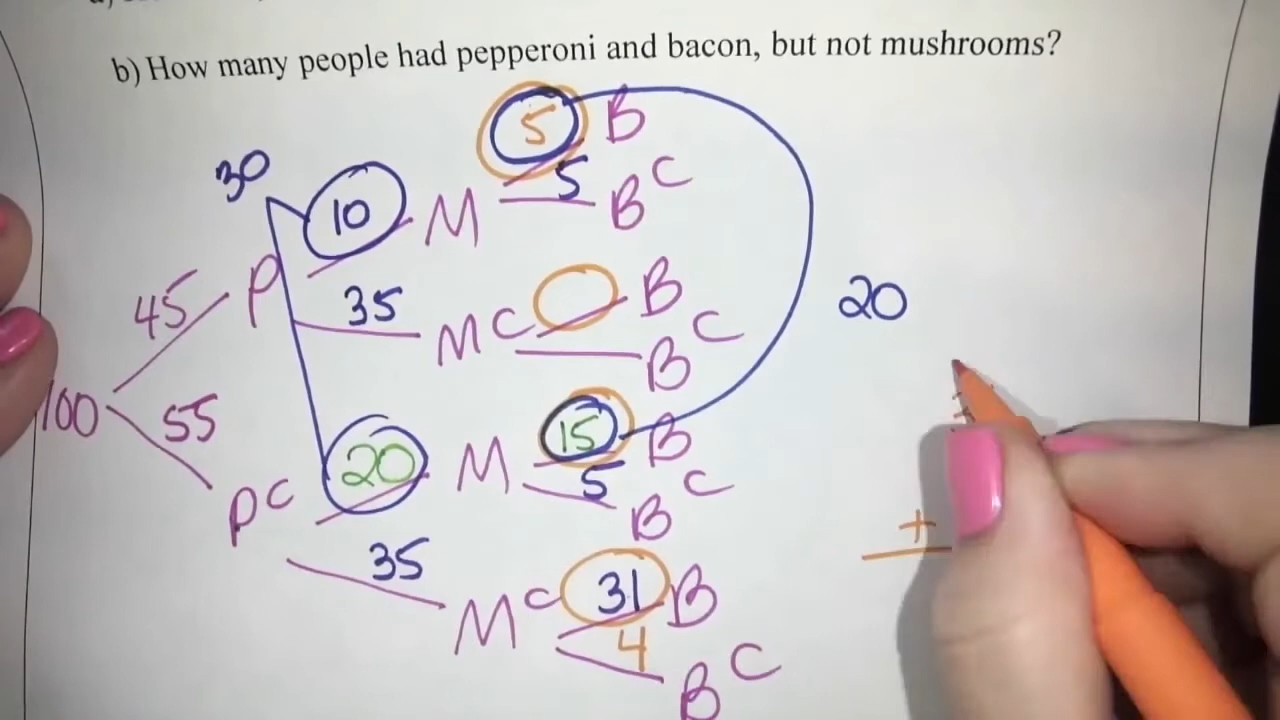 b) How many people had pepperoni and bacon, but not mushrooms?
5 B
30
10 M 5 B^C
45 P
35 M^C B
B^C
20
100
55
P^C 20 M 15 B
5 B^C
+
35
M^C 31 B
4 B^C